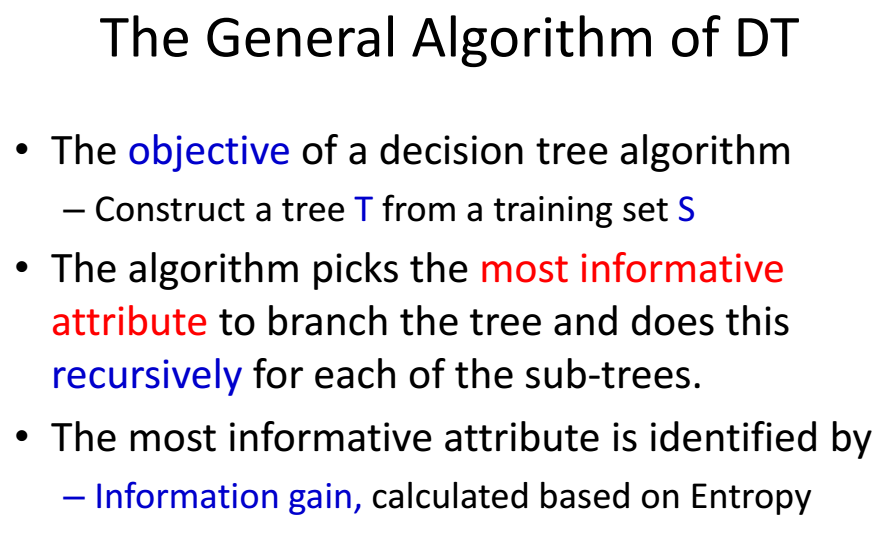 The General Algorithm of DT
• The objective of a decision tree algorithm
– Construct a tree T from a training set S
• The algorithm picks the most informative
attribute to branch the tree and does this
recursively for each of the sub-trees.
• The most informative attribute is identified by
– Information gain, calculated based on Entropy